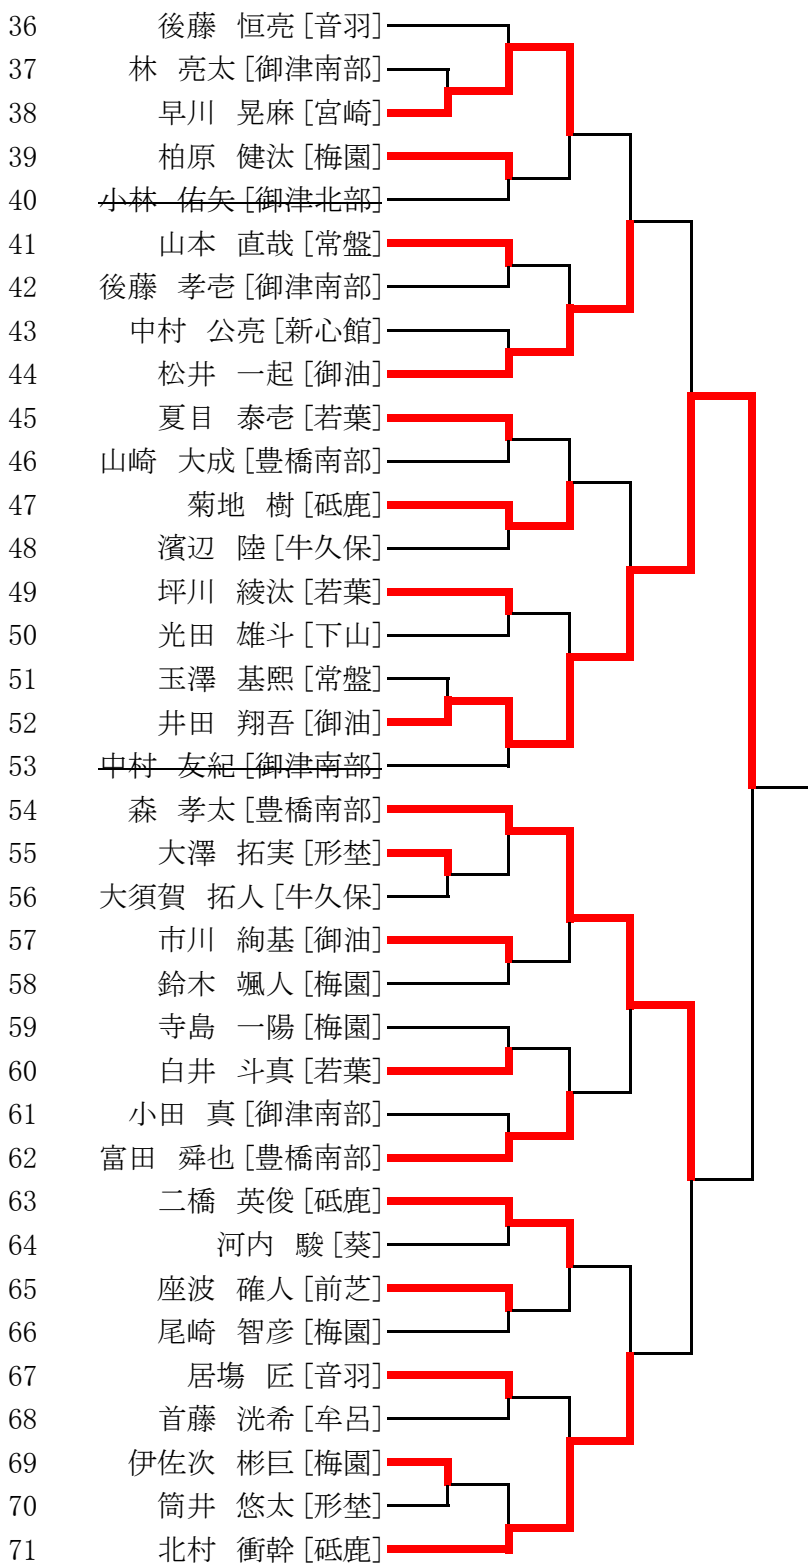 36 後藤 恒亮 [音羽]
37 林 亮太 [御津南部]
38 早川 晃麻 [宮崎]
39 柏原 健汰 [梅園]
40 小林 佑矢 [御津北部]
41 山本 直哉 [常盤]
42 後藤 孝壱 [御津南部]
43 中村 公亮 [新心館]
44 松井 一起 [御油]
45 夏目 泰壱 [若葉]
46 山崎 大成 [豊橋南部]
47 菊地 樹 [砥鹿]
48 濱辺 陸 [牛久保]
49 坪川 綾汰 [若葉]
50 光田 雄斗 [下山]
51 玉澤 基熙 [常盤]
52 井田 翔吾 [御油]
53 中村 友紀 [御津南部]
54 森 孝太 [豊橋南部]
55 大澤 拓実 [形埜]
56 大須賀 拓人 [牛久保]
57 市川 絢基 [御油]
58 鈴木 颯人 [梅園]
59 寺島 一陽 [梅園]
60 白井 斗真 [若葉]
61 小田 真 [御津南部]
62 富田 舜也 [豊橋南部]
63 二橋 英俊 [砥鹿]
64 河内 駿 [葵]
65 座波 確人 [前芝]
66 尾崎 智彦 [梅園]
67 居塲 匠 [音羽]
68 首藤 洸希 [牟呂]
69 伊佐次 彬巨 [梅園]
70 筒井 悠太 [形埜]
71 北村 衝幹 [砥鹿]